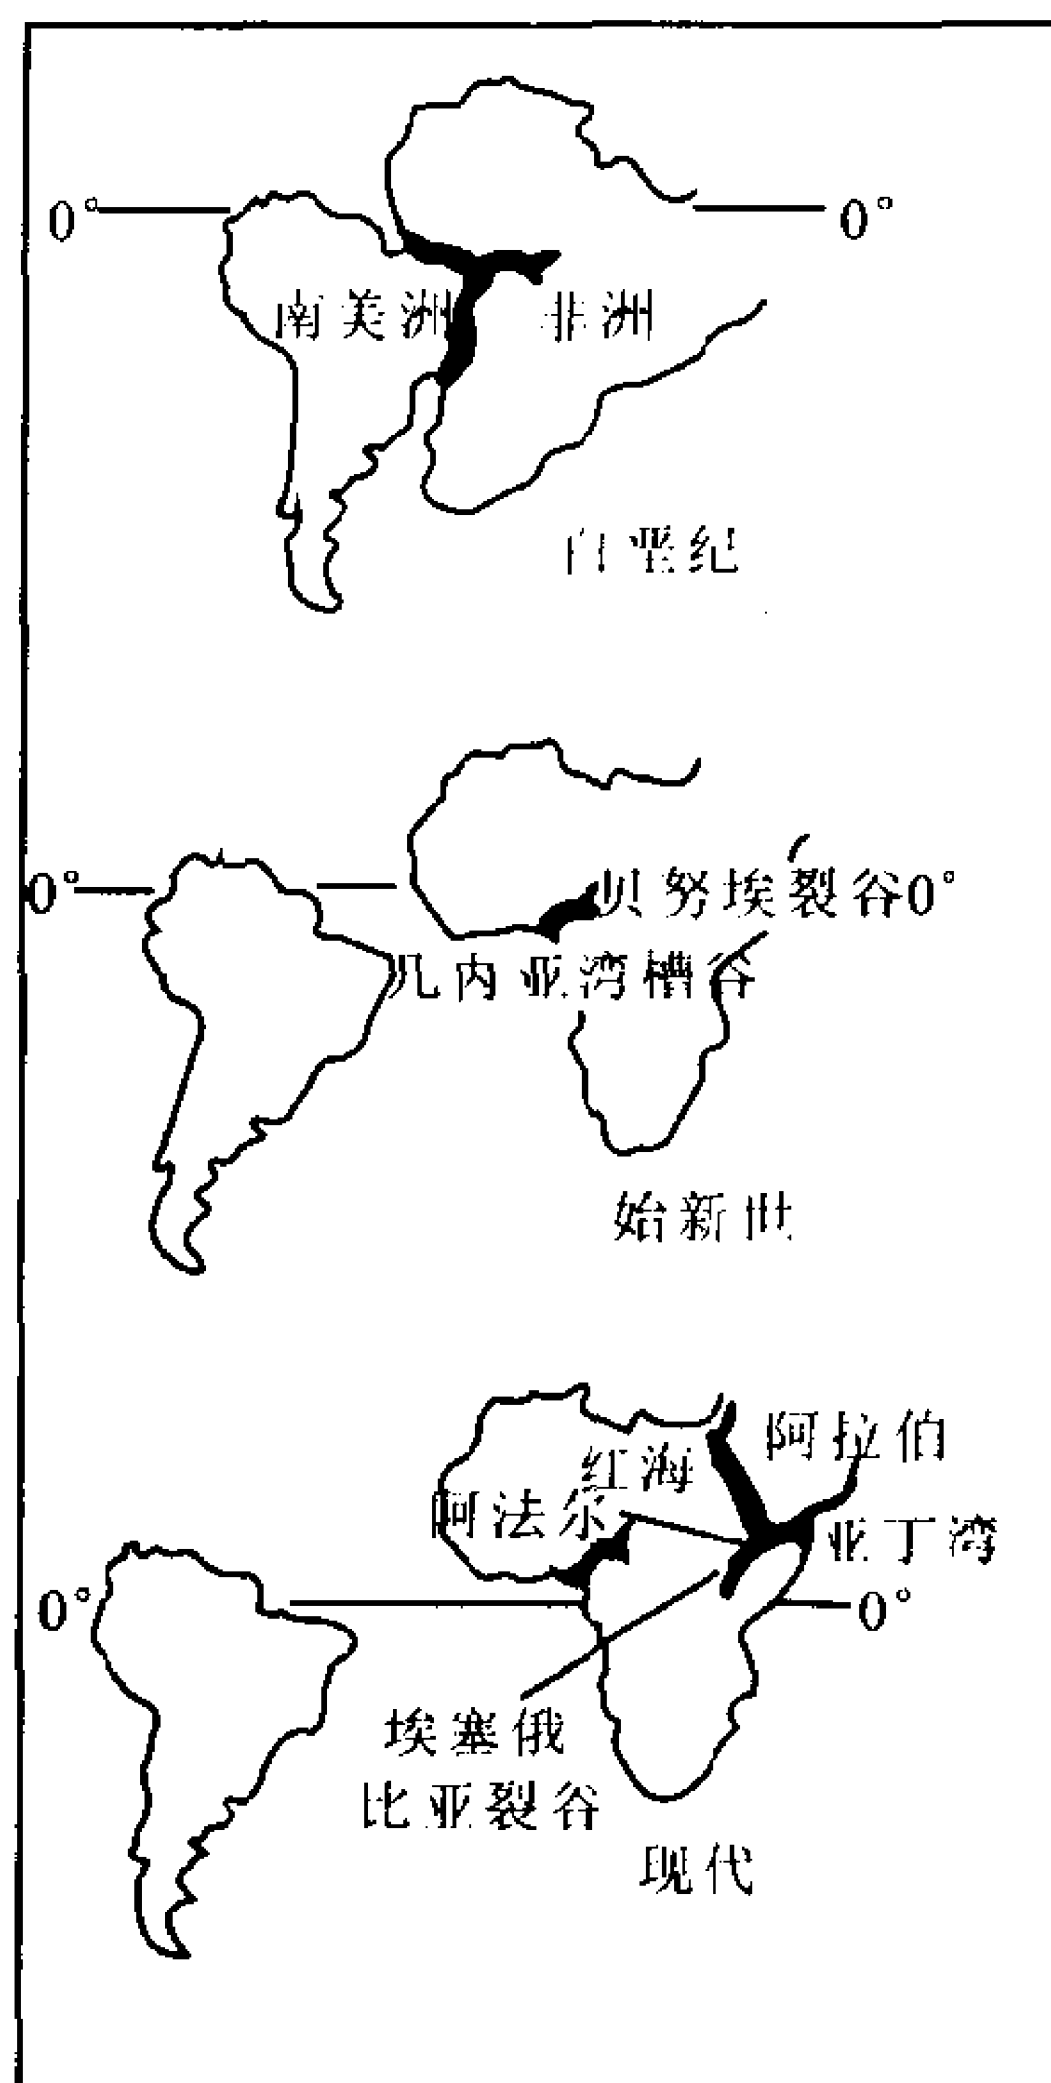 0° 0°
南美洲 非洲
白垩纪
0° 贝努埃裂谷0°
几内亚湾槽谷
始新世
阿拉伯
红海
阿法尔
亚丁湾
0° 0°
埃塞俄
比亚裂谷
现代